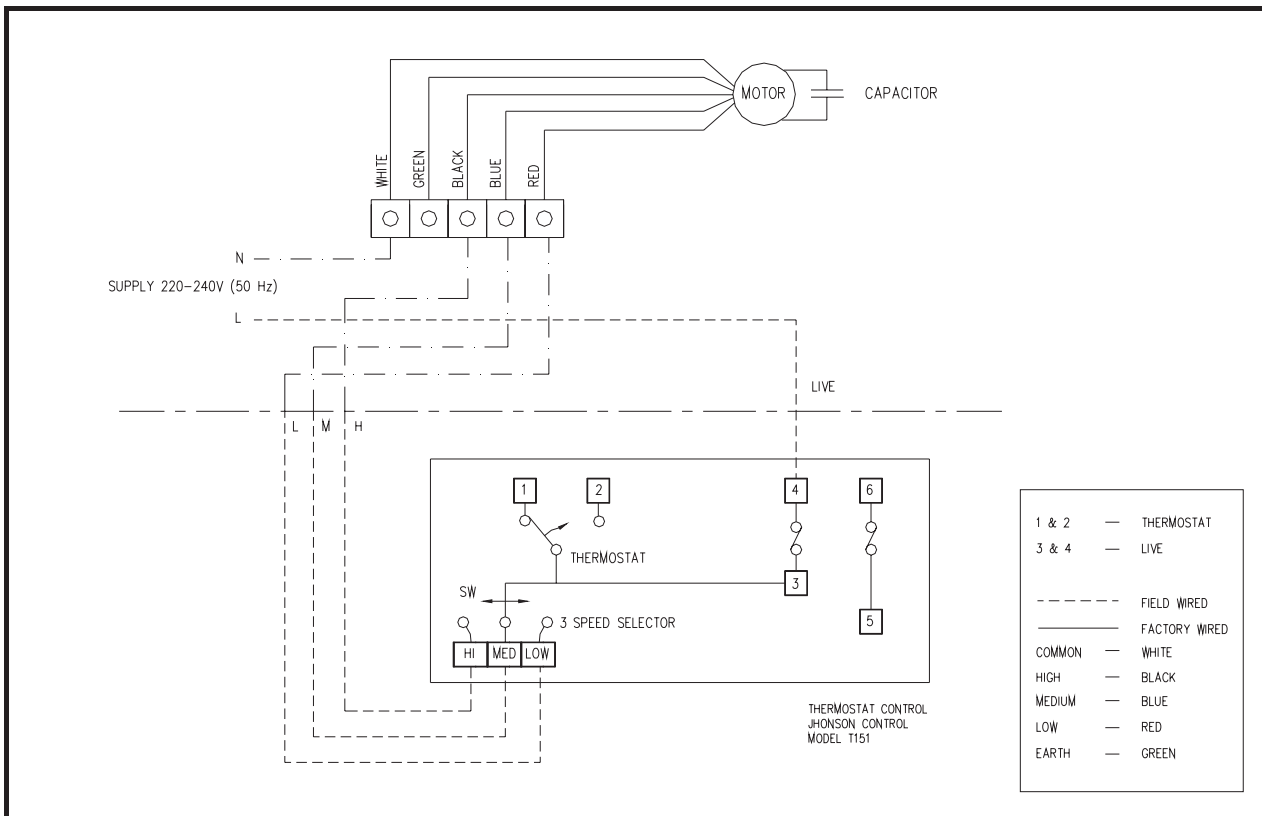 MOTOR
CAPACITOR
WHITE
GREEN
BLACK
BLUE
RED
N
SUPPLY 220-240V (50 Hz)
L
LIVE
L
M
H
1
2
4
6
THERMOSTAT
3
SW
3 SPEED SELECTOR
5
HI
MED
LOW
THERMOSTAT CONTROL
JHONSON CONTROL
MODEL T151
1 & 2 — THERMOSTAT
3 & 4 — LIVE
FIELD WIRED
FACTORY WIRED
COMMON — WHITE
HIGH — BLACK
MEDIUM — BLUE
LOW — RED
EARTH — GREEN